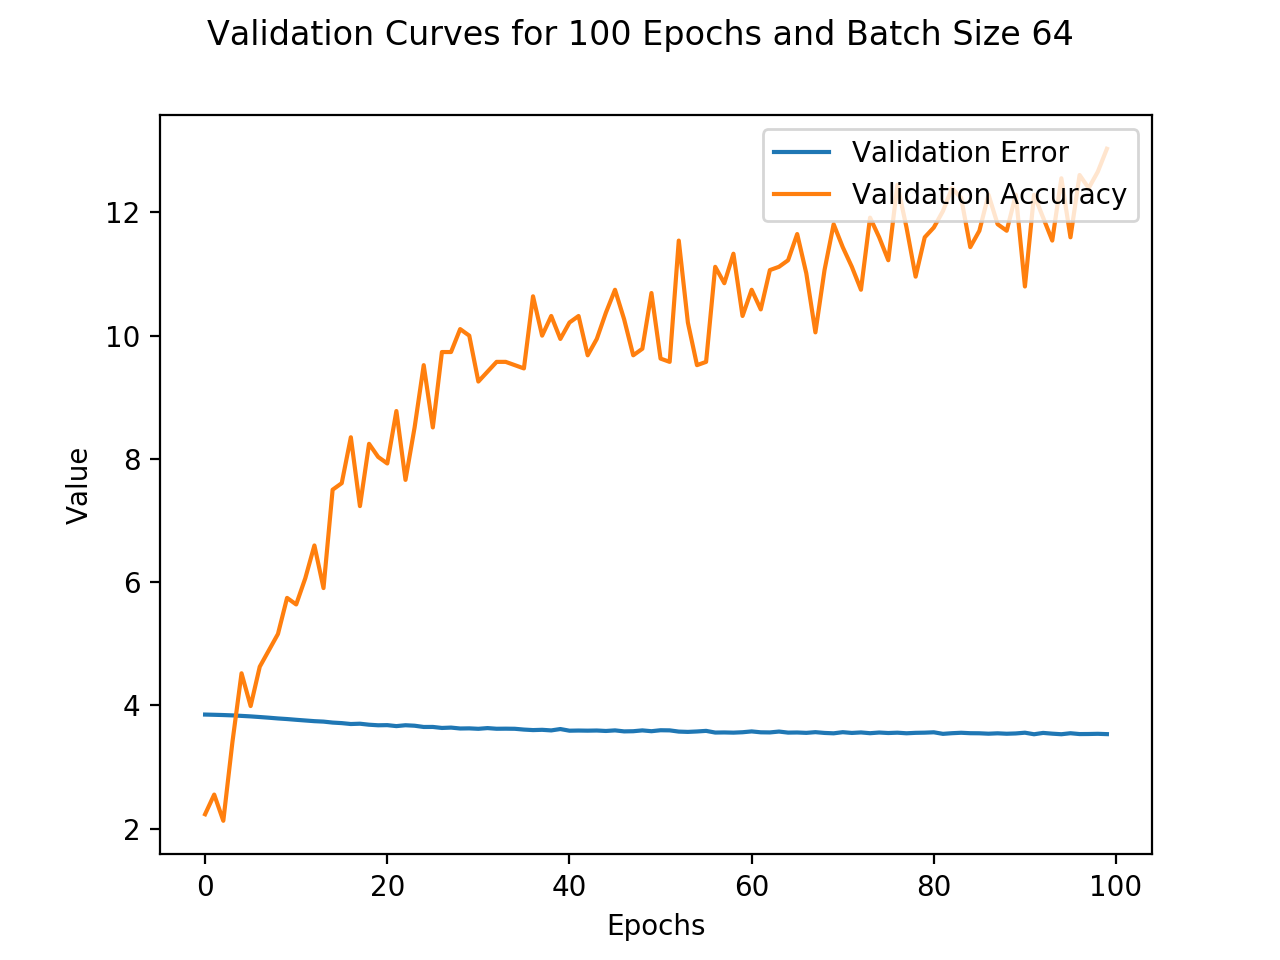 Validation Curves for 100 Epochs and Batch Size 64
Validation Error
Validation Accuracy
12
10
8
6
4
2
Value
0 20 40 60 80 100
Epochs